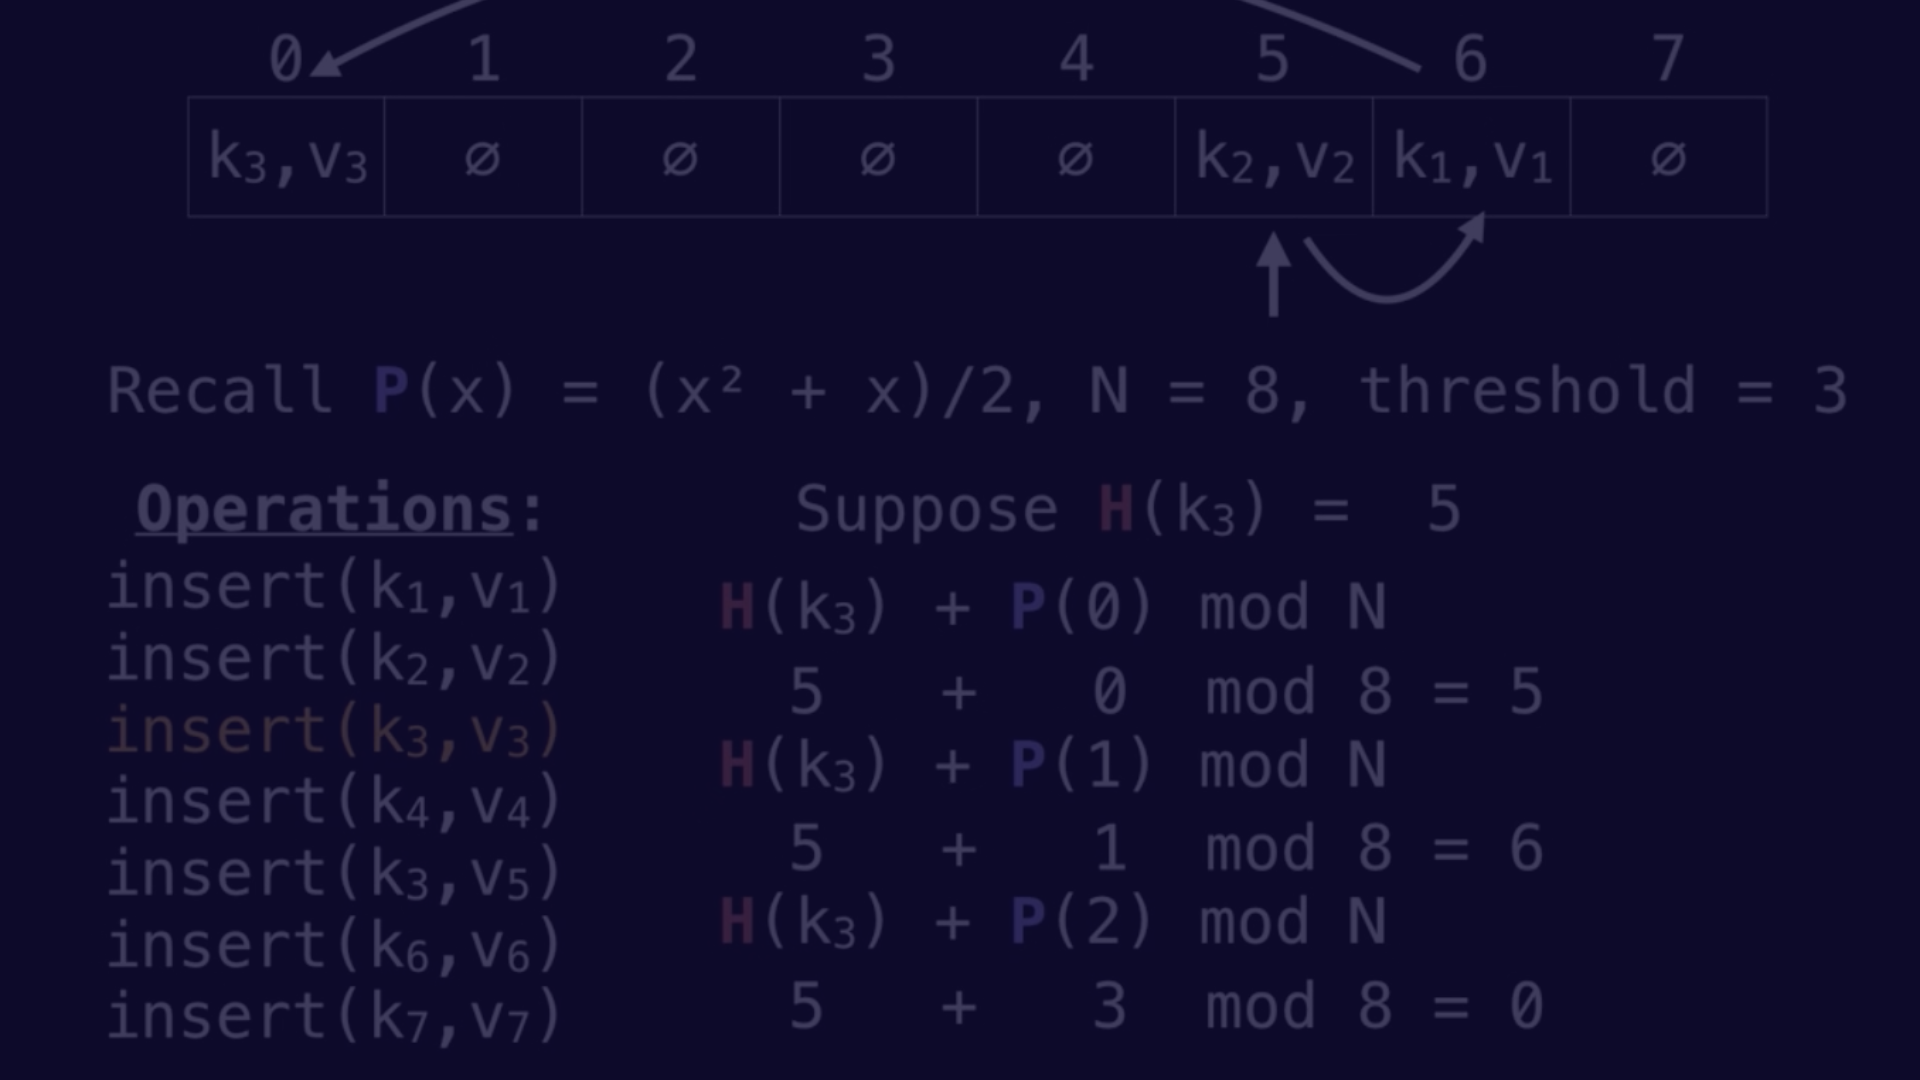 0 1 2 3 4 5 6 7
k₃,v₃ ∅ ∅ ∅ ∅ k₂,v₂ k₁,v₁ ∅
Recall P(x) = (x² + x)/2, N = 8, threshold = 3
Operations:
insert(k₁,v₁)
insert(k₂,v₂)
insert(k₃,v₃)
insert(k₄,v₄)
insert(k₃,v₅)
insert(k₆,v₆)
insert(k₇,v₇)
Suppose H(k₃) = 5
H(k₃) + P(0) mod N
5 + 0 mod 8 = 5
H(k₃) + P(1) mod N
5 + 1 mod 8 = 6
H(k₃) + P(2) mod N
5 + 3 mod 8 = 0